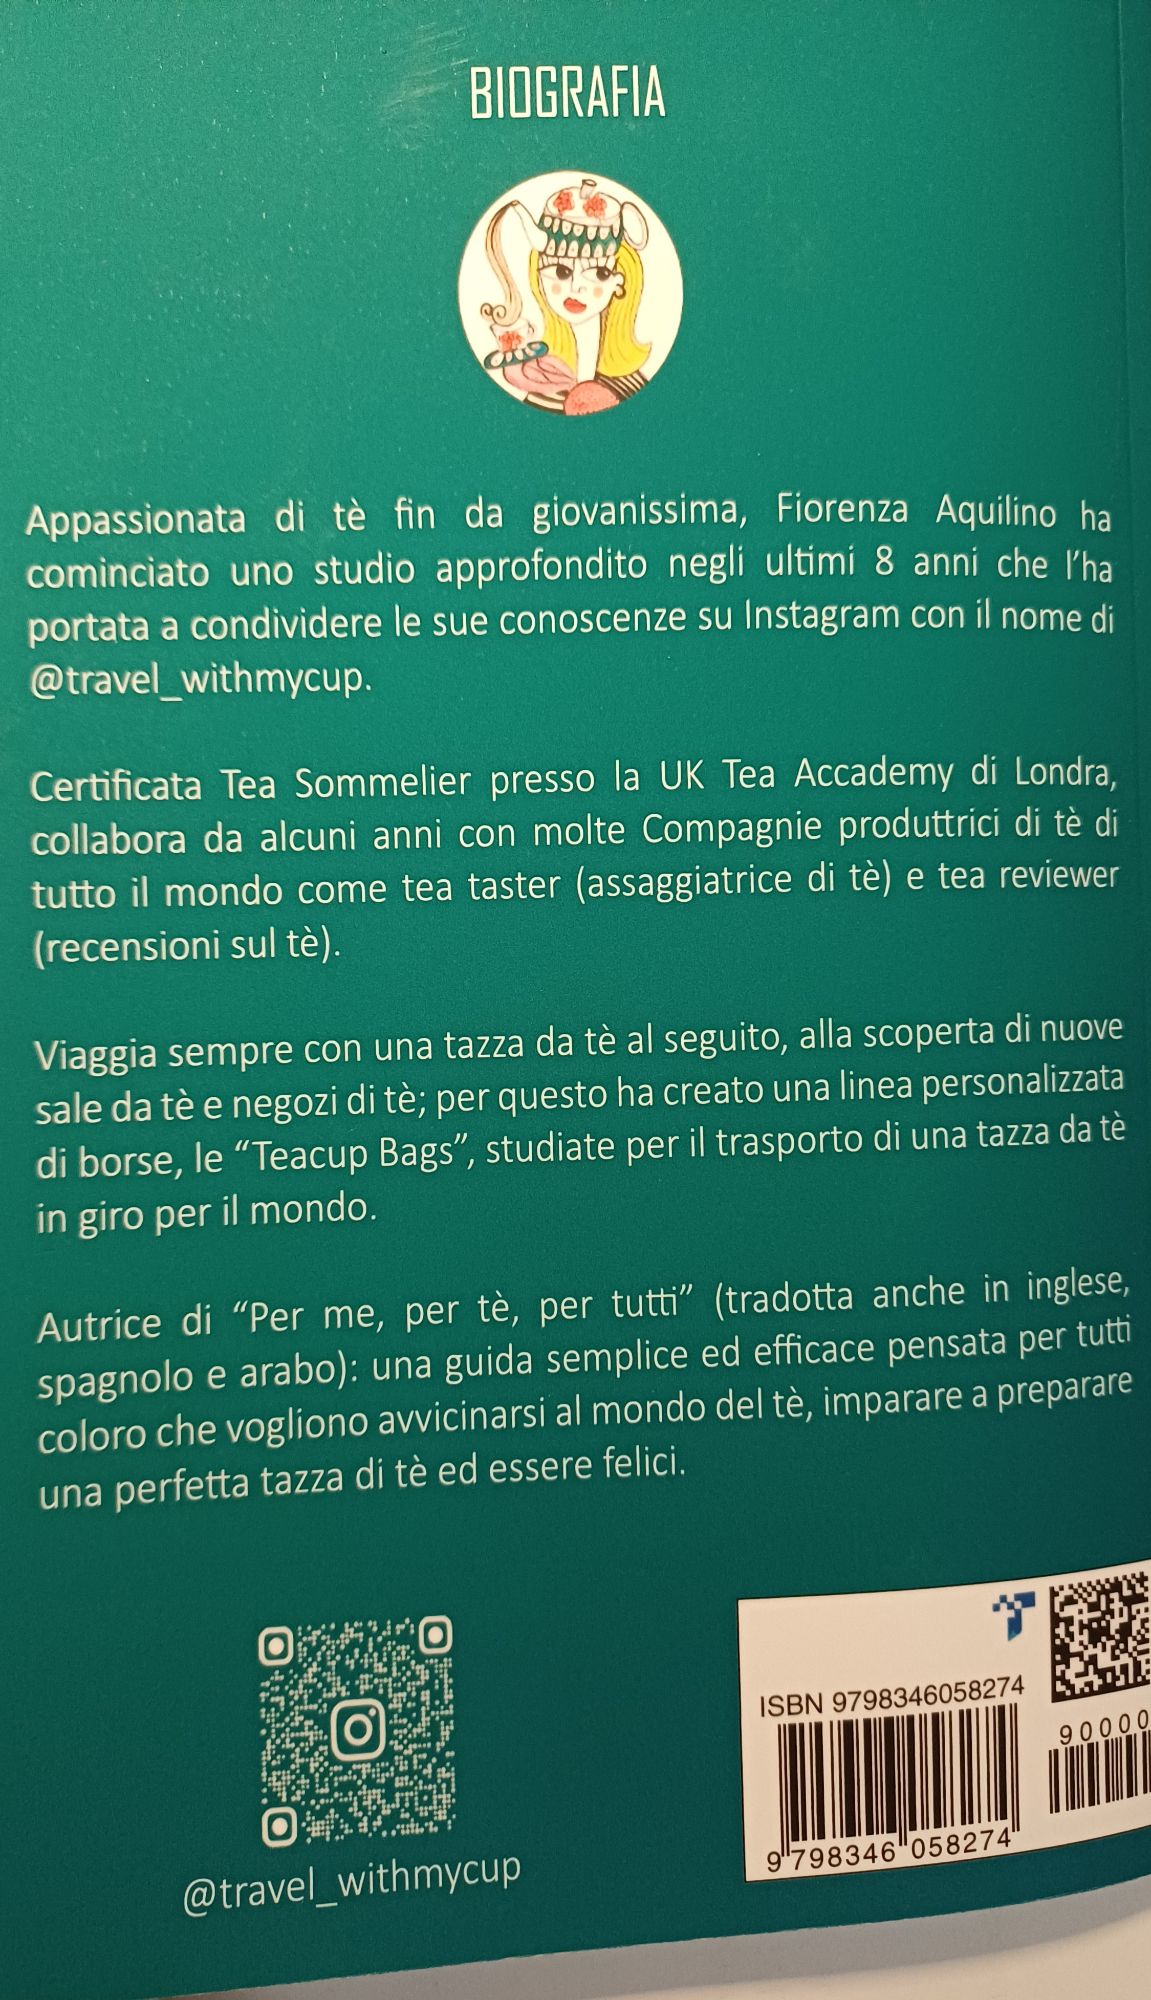 BIOGRAFIA
Appassionata di tè fin da giovanissima, Fiorenza Aquilino ha
cominciato uno studio approfondito negli ultimi 8 anni che l'ha
portata a condividere le sue conoscenze su Instagram con il nome di
@travel_withmycup.
Certificata Tea Sommelier presso la UK Tea Accademy di Londra,
collabora da alcuni anni con molte Compagnie produttrici di tè di
tutto il mondo come tea taster (assaggiatrice di tè) e tea reviewer
(recensioni sul tè).
Viaggia sempre con una tazza da tè al seguito, alla scoperta di nuove
sale da tè e negozi di tè; per questo ha creato una linea personalizzata
di borse, le “Teacup Bags”, studiate per il trasporto di una tazza da tè
in giro per il mondo.
Autrice di “Per me, per tè, per tutti” (tradotta anche in inglese,
spagnolo e arabo): una guida semplice ed efficace pensata per tutti
coloro che vogliono avvicinarsi al mondo del tè, imparare a preparare
una perfetta tazza di tè ed essere felici.
@travel_withmycup
ISBN 9798346058274
90000
9 798346 058274